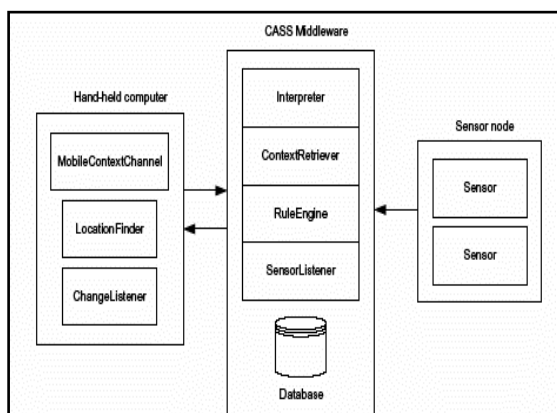 CASS Middleware
Hand-held computer
MobileContextChannel
LocationFinder
ChangeListener
Interpreter
ContextRetriever
RuleEngine
SensorListener
Database
Sensor node
Sensor
Sensor